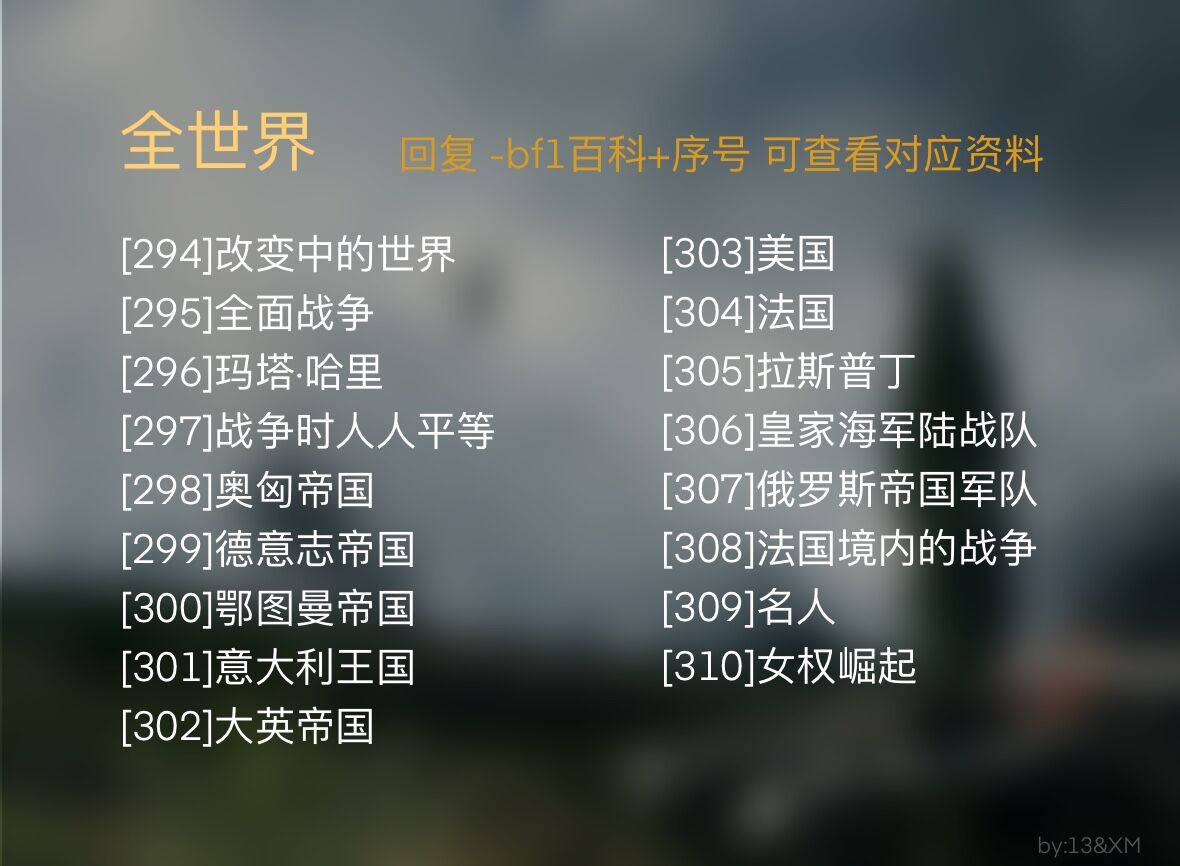 全世界
回复 -bf1百科+序号 可查看对应资料
[294]改变中的世界
[295]全面战争
[296]玛塔·哈里
[297]战争时人人平等
[298]奥匈帝国
[299]德意志帝国
[300]鄂图曼帝国
[301]意大利王国
[302]大英帝国
[303]美国
[304]法国
[305]拉斯普丁
[306]皇家海军陆战队
[307]俄罗斯帝国军队
[308]法国境内的战争
[309]名人
[310]女权崛起
by:13&XM